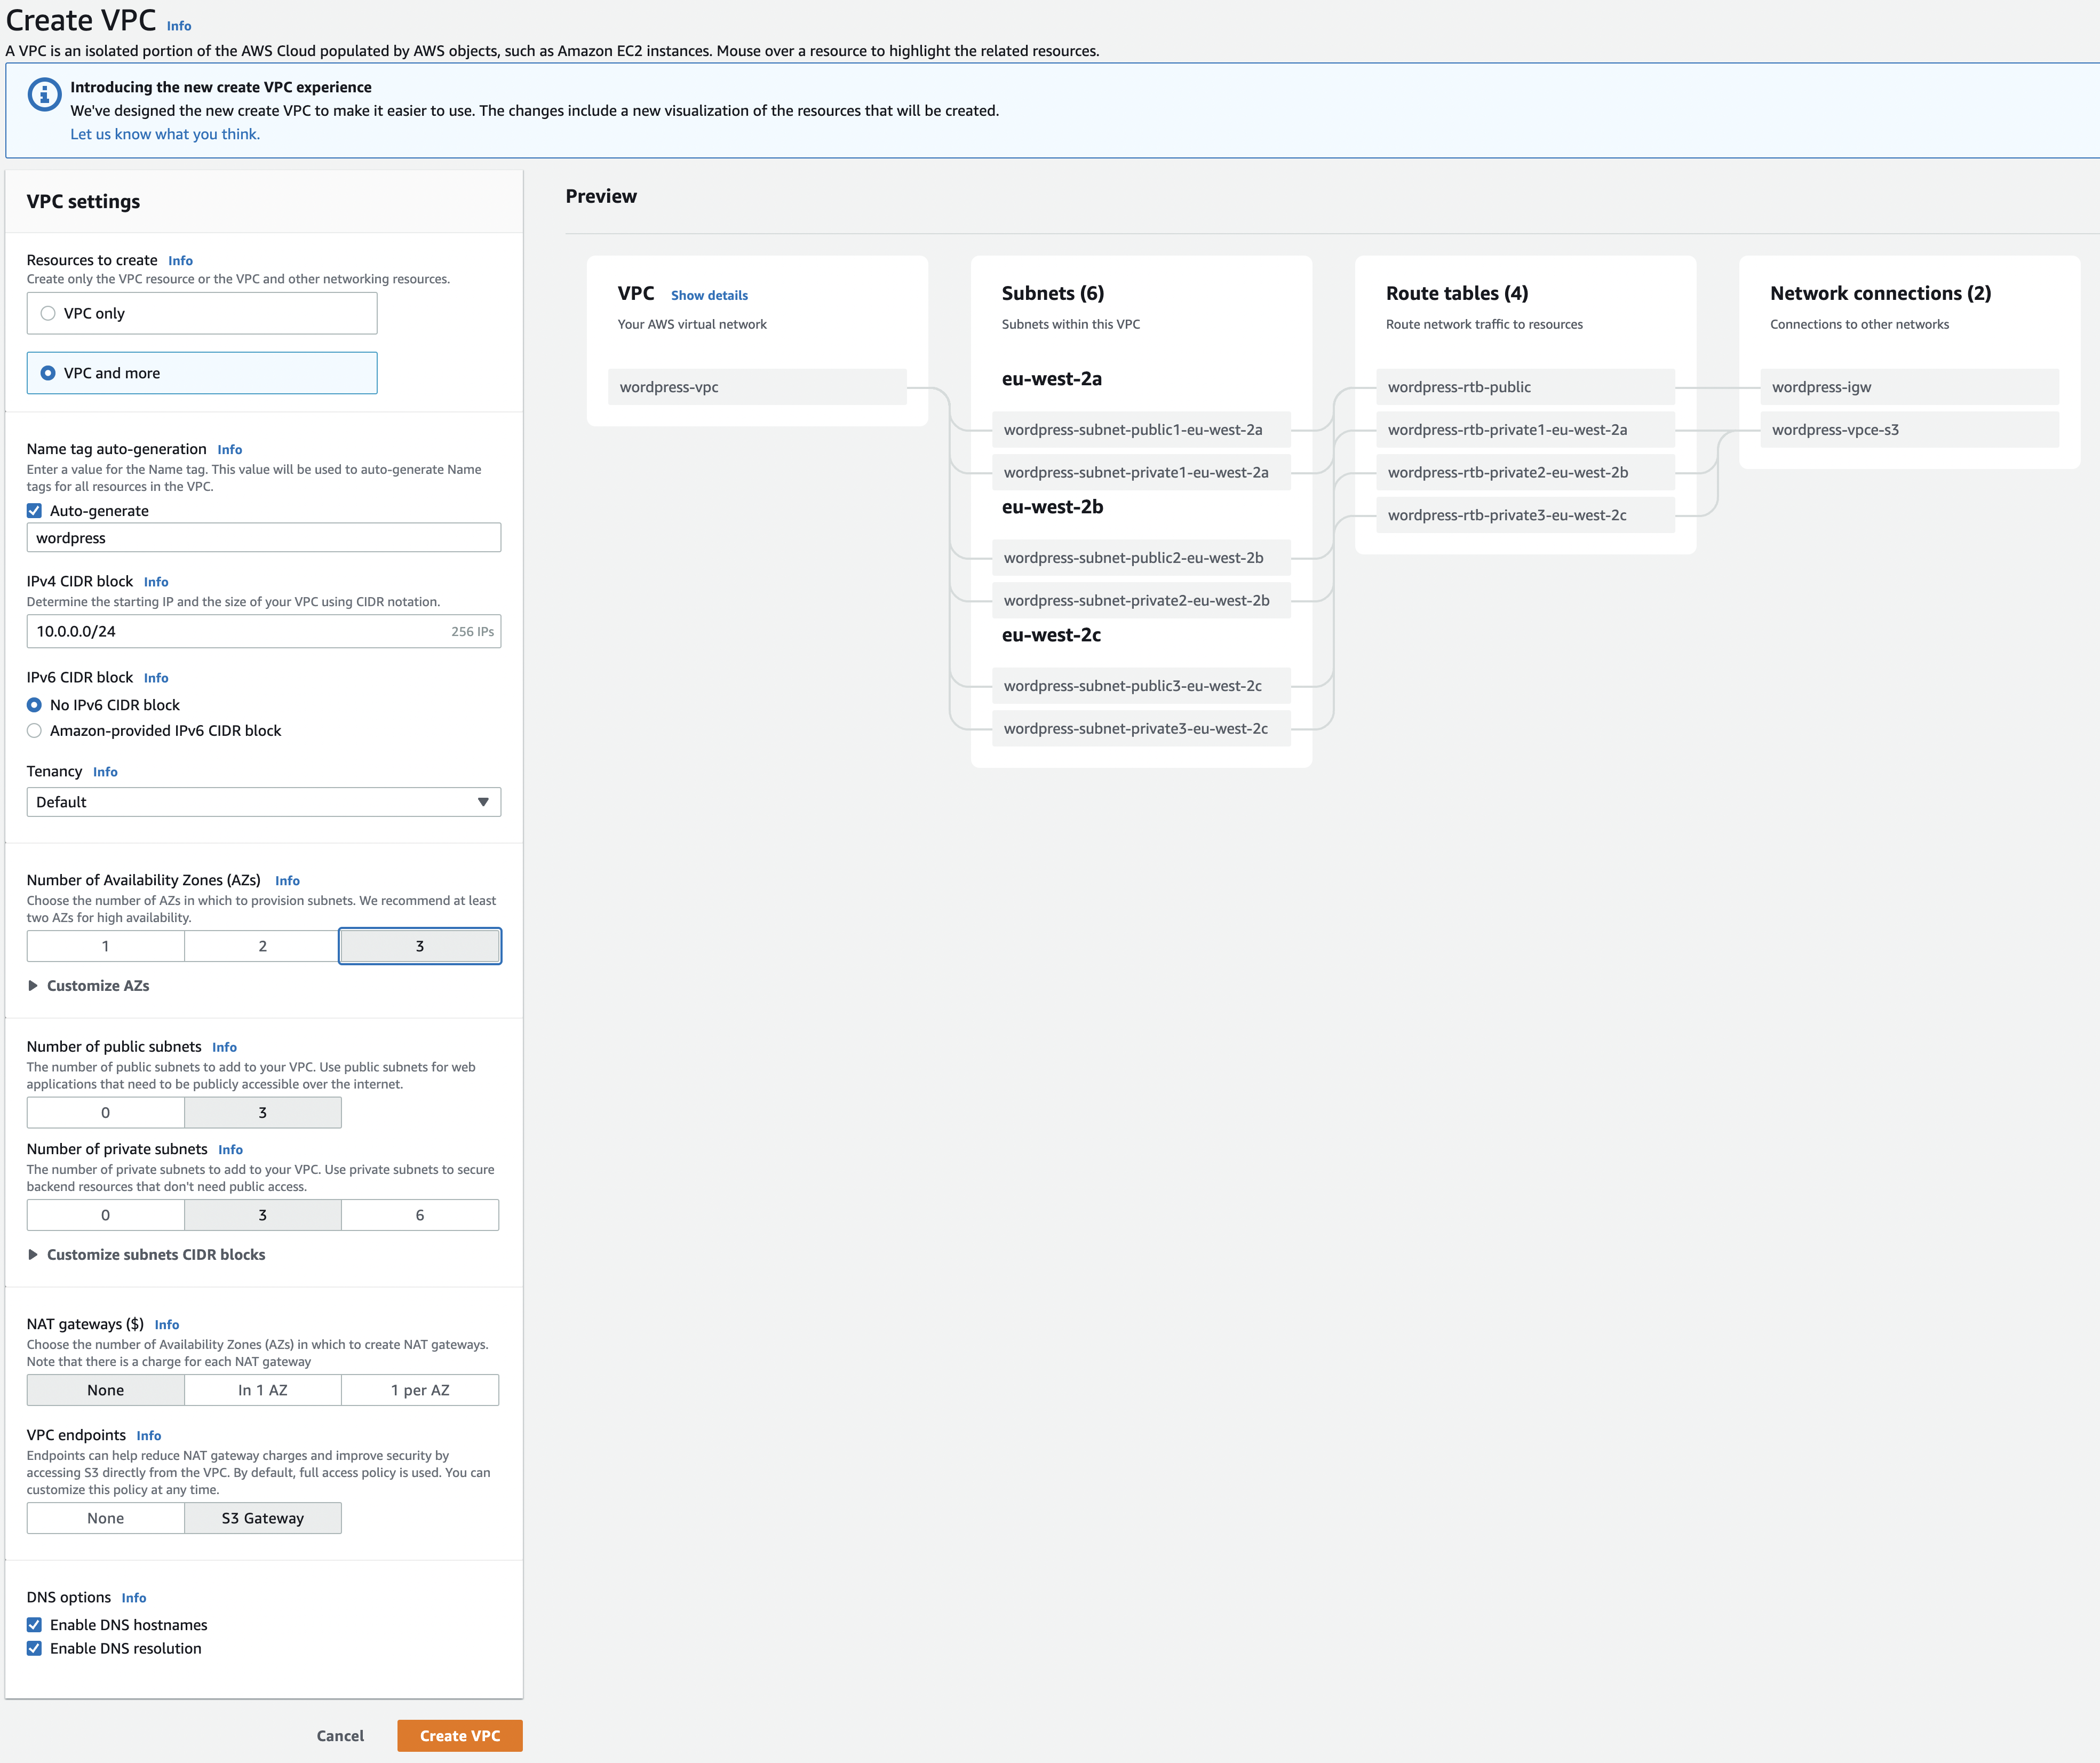 Create VPC Info
A VPC is an isolated portion of the AWS Cloud populated by AWS objects, such as Amazon EC2 instances. Mouse over a resource to highlight the related resources.
Introducing the new create VPC experience
We've designed the new create VPC to make it easier to use. The changes include a new visualization of the resources that will be created.
Let us know what you think.
VPC settings
Resources to create Info
Create only the VPC resource or the VPC and other networking resources.
VPC only
VPC and more
Name tag auto-generation Info
Enter a value for the Name tag. This value will be used to auto-generate Name
tags for all resources in the VPC.
Auto-generate
wordpress
IPv4 CIDR block Info
Determine the starting IP and the size of your VPC using CIDR notation.
10.0.0.0/24 256 IPs
IPv6 CIDR block Info
No IPv6 CIDR block
Amazon-provided IPv6 CIDR block
Tenancy Info
Default
Number of Availability Zones (AZs) Info
Choose the number of AZs in which to provision subnets. We recommend at least
two AZs for high availability.
1 2 3
Customize AZs
Number of public subnets Info
The number of public subnets to add to your VPC. Use public subnets for web
applications that need to be publicly accessible over the internet.
0 3
Number of private subnets Info
The number of private subnets to add to your VPC. Use private subnets to secure
backend resources that don't need public access.
0 3 6
Customize subnets CIDR blocks
NAT gateways ($) Info
Choose the number of Availability Zones (AZs) in which to create NAT gateways.
Note that there is a charge for each NAT gateway
None In 1 AZ 1 per AZ
VPC endpoints Info
Endpoints can help reduce NAT gateway charges and improve security by
accessing S3 directly from the VPC. By default, full access policy is used. You can
customize this policy at any time.
None S3 Gateway
DNS options Info
Enable DNS hostnames
Enable DNS resolution
Cancel Create VPC
Preview
VPC Show details
Your AWS virtual network
wordpress-vpc
Subnets (6)
Subnets within this VPC
eu-west-2a
wordpress-subnet-public1-eu-west-2a
wordpress-subnet-private1-eu-west-2a
eu-west-2b
wordpress-subnet-public2-eu-west-2b
wordpress-subnet-private2-eu-west-2b
eu-west-2c
wordpress-subnet-public3-eu-west-2c
wordpress-subnet-private3-eu-west-2c
Route tables (4)
Route network traffic to resources
wordpress-rtb-public
wordpress-rtb-private1-eu-west-2a
wordpress-rtb-private2-eu-west-2b
wordpress-rtb-private3-eu-west-2c
Network connections (2)
Connections to other networks
wordpress-igw
wordpress-vpce-s3